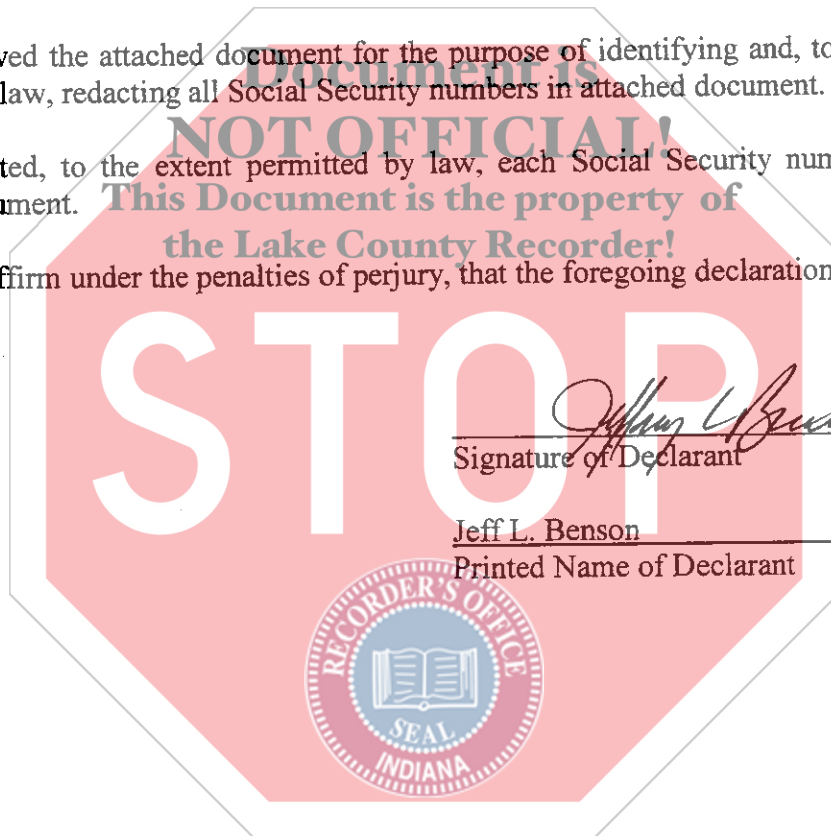 ved the attached document for the purpose of identifying and, to
Document is
law, redacting all Social Security numbers in attached document.
NOT OFFICIAL!
ted, to the extent permitted by law, each Social Security num
ument.
This Document is the property of
the Lake County Recorder!
ffirm under the penalties of perjury, that the foregoing declaration
STOP
Signature of Declarant
Jeff L. Benson
Printed Name of Declarant
RECORDER'S OFFICE
SEAL
INDIANA